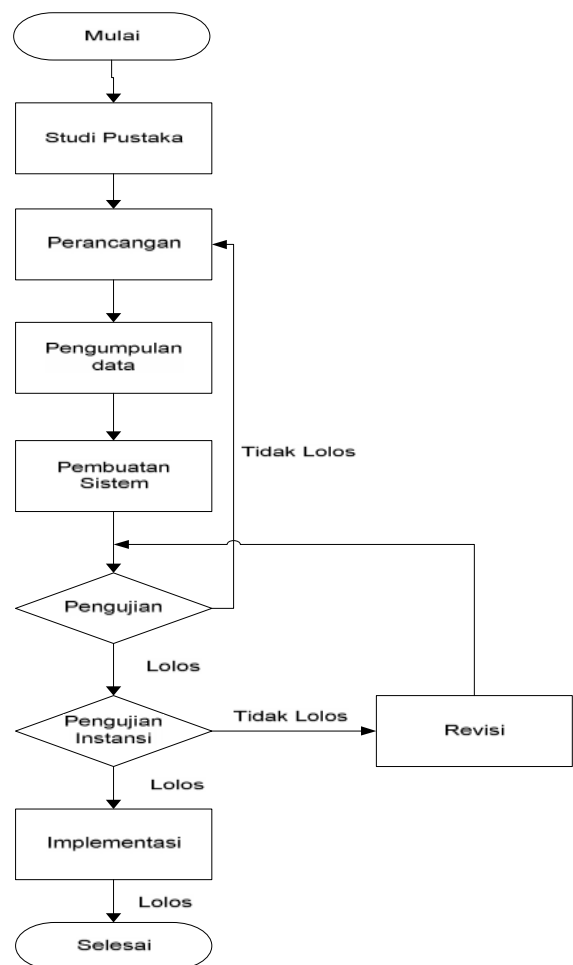 Mulai
Studi Pustaka
Perancangan
Pengumpulan
data
Tidak Lolos
Pembuatan
Sistem
Pengujian
Lolos
Pengujian
Instansi
Tidak Lolos
Revisi
Lolos
Implementasi
Lolos
Selesai